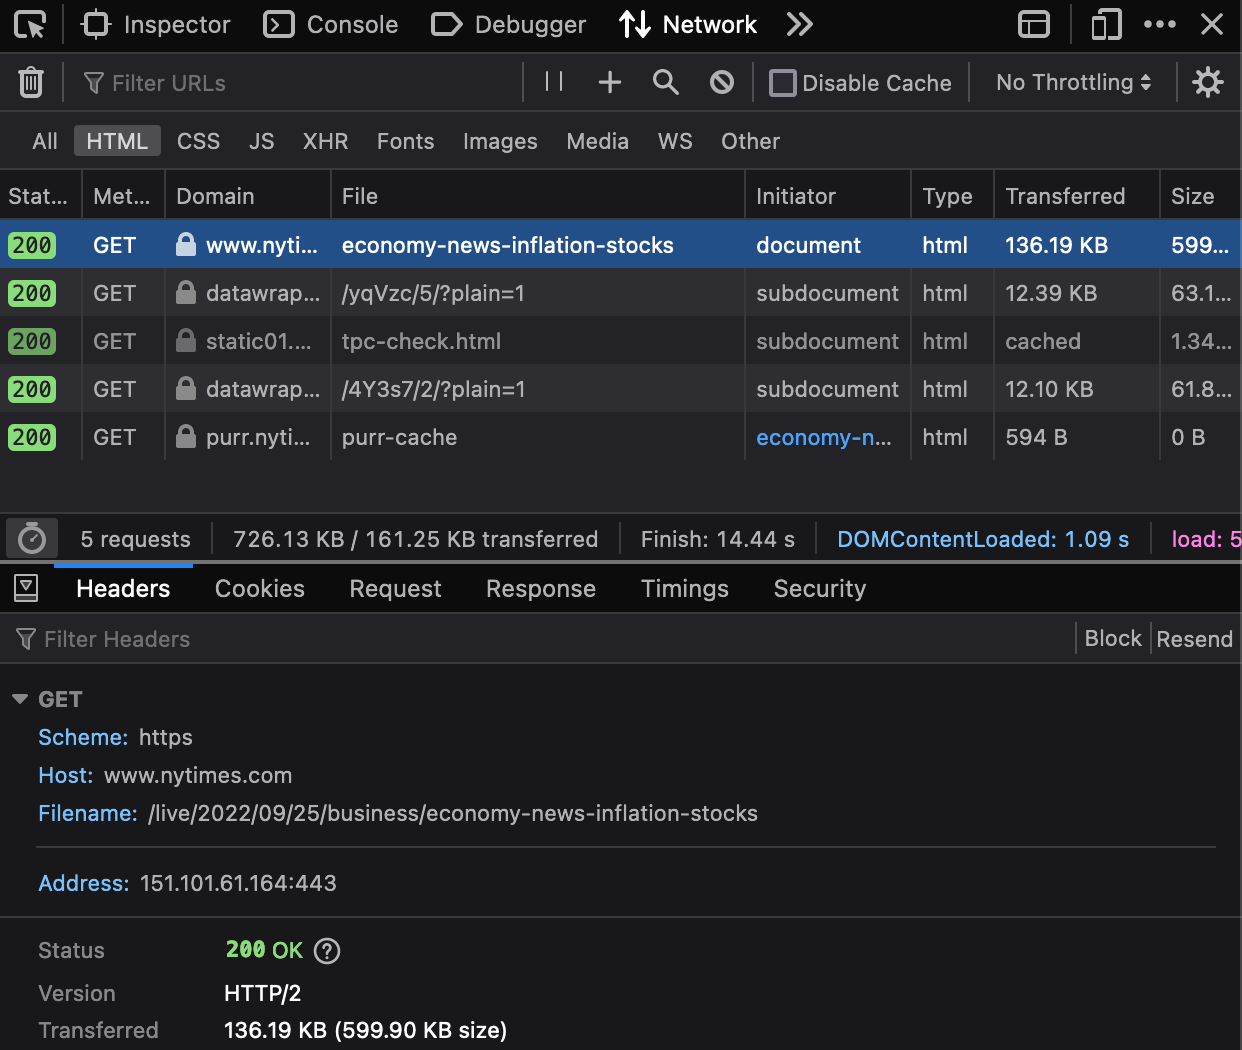 Inspector Console Debugger Network
Filter URLs Disable Cache No Throttling
All HTML CSS JS XHR Fonts Images Media WS Other
Stat... Met... Domain File Initiator Type Transferred Size
200 GET www.nyti... economy-news-inflation-stocks document html 136.19 KB 599...
200 GET datawrap... /yqVzc/5/?plain=1 subdocument html 12.39 KB 63.1...
200 GET static01.... tpc-check.html subdocument html cached 1.34...
200 GET datawrap... /4Y3s7/2/?plain=1 subdocument html 12.10 KB 61.8...
200 GET purr.nyti... purr-cache economy-n... html 594 B 0 B
5 requests 726.13 KB / 161.25 KB transferred Finish: 14.44 s DOMContentLoaded: 1.09 s load: 5
Headers Cookies Request Response Timings Security
Filter Headers Block Resend
GET
Scheme: https
Host: www.nytimes.com
Filename: /live/2022/09/25/business/economy-news-inflation-stocks
Address: 151.101.61.164:443
Status 200 OK ?
Version HTTP/2
Transferred 136.19 KB (599.90 KB size)